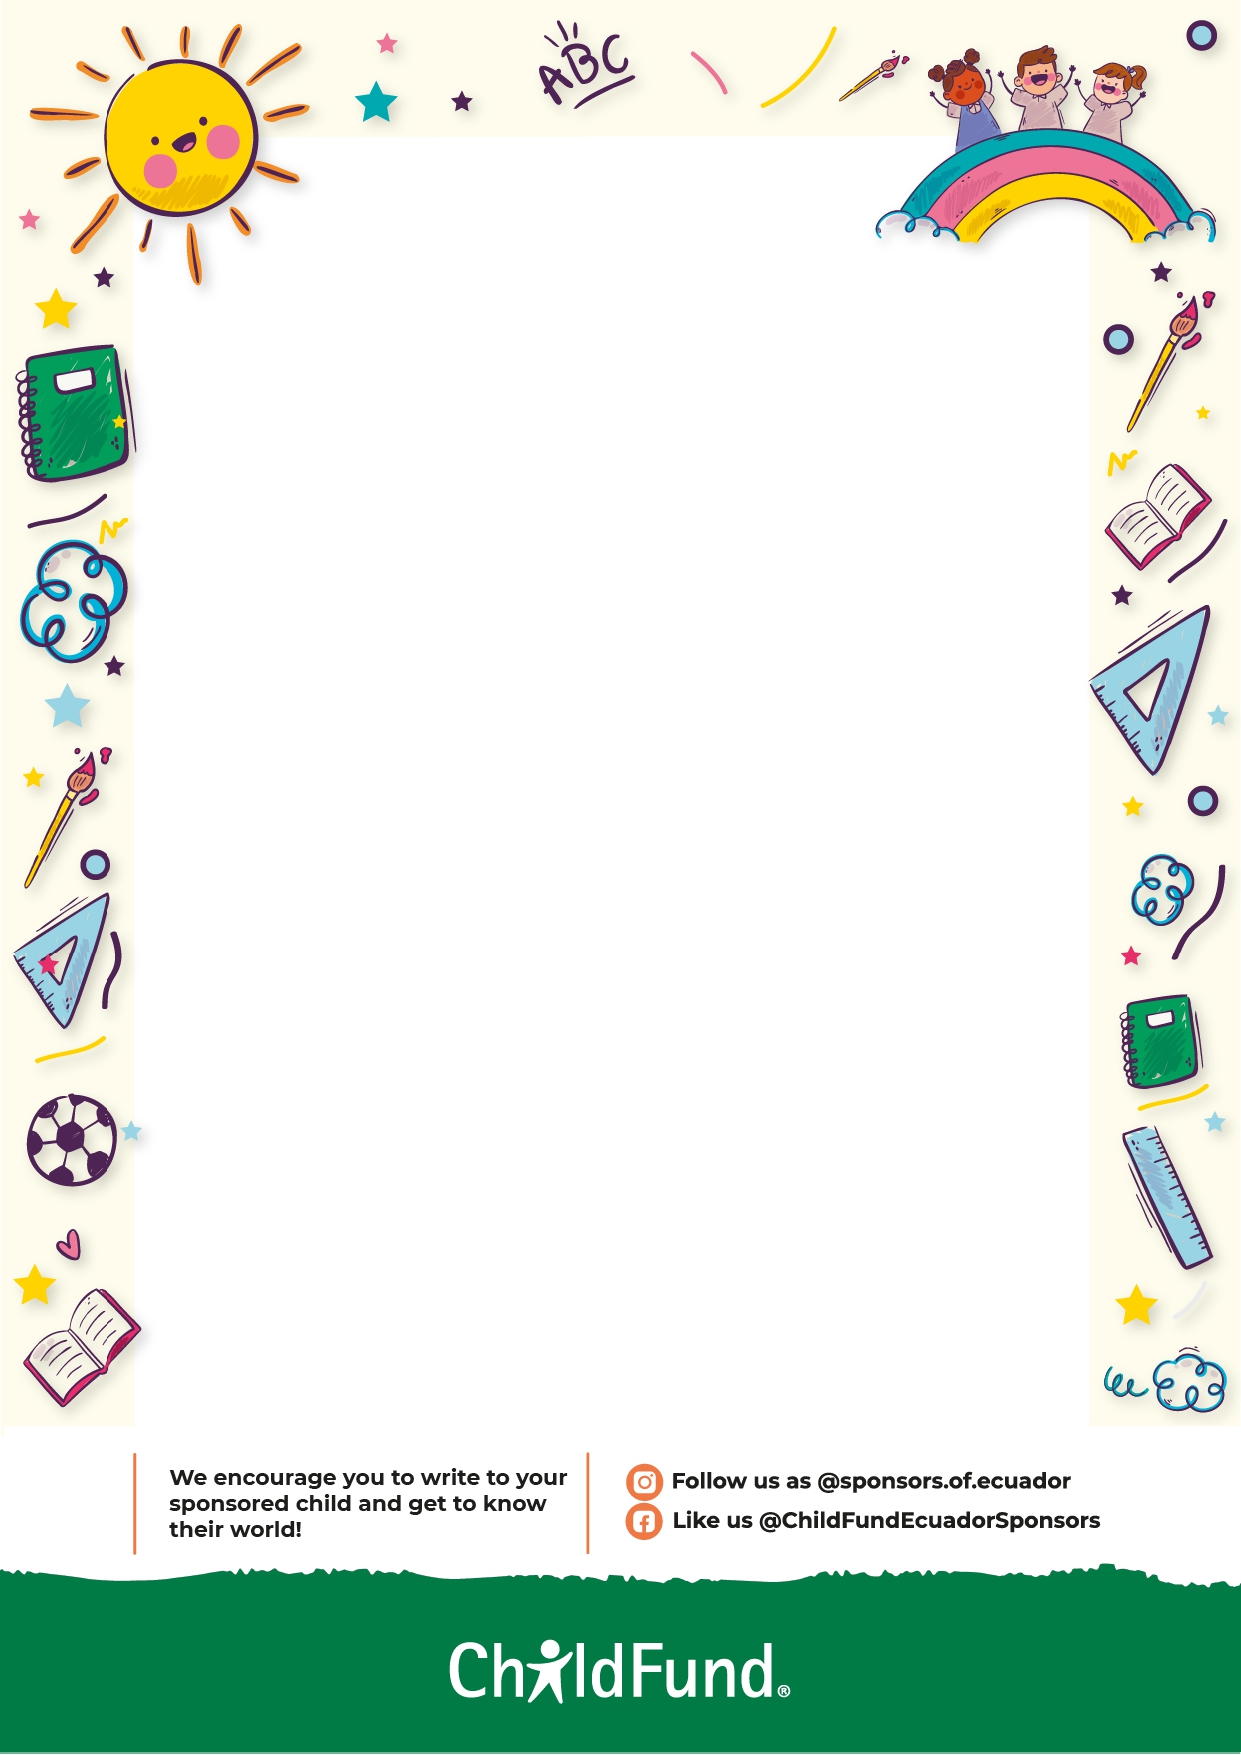 ABC
We encourage you to write to your
sponsored child and get to know
their world!
Follow us as @sponsors.of.ecuador
Like us @ChildFundEcuadorSponsors
ChildFund®